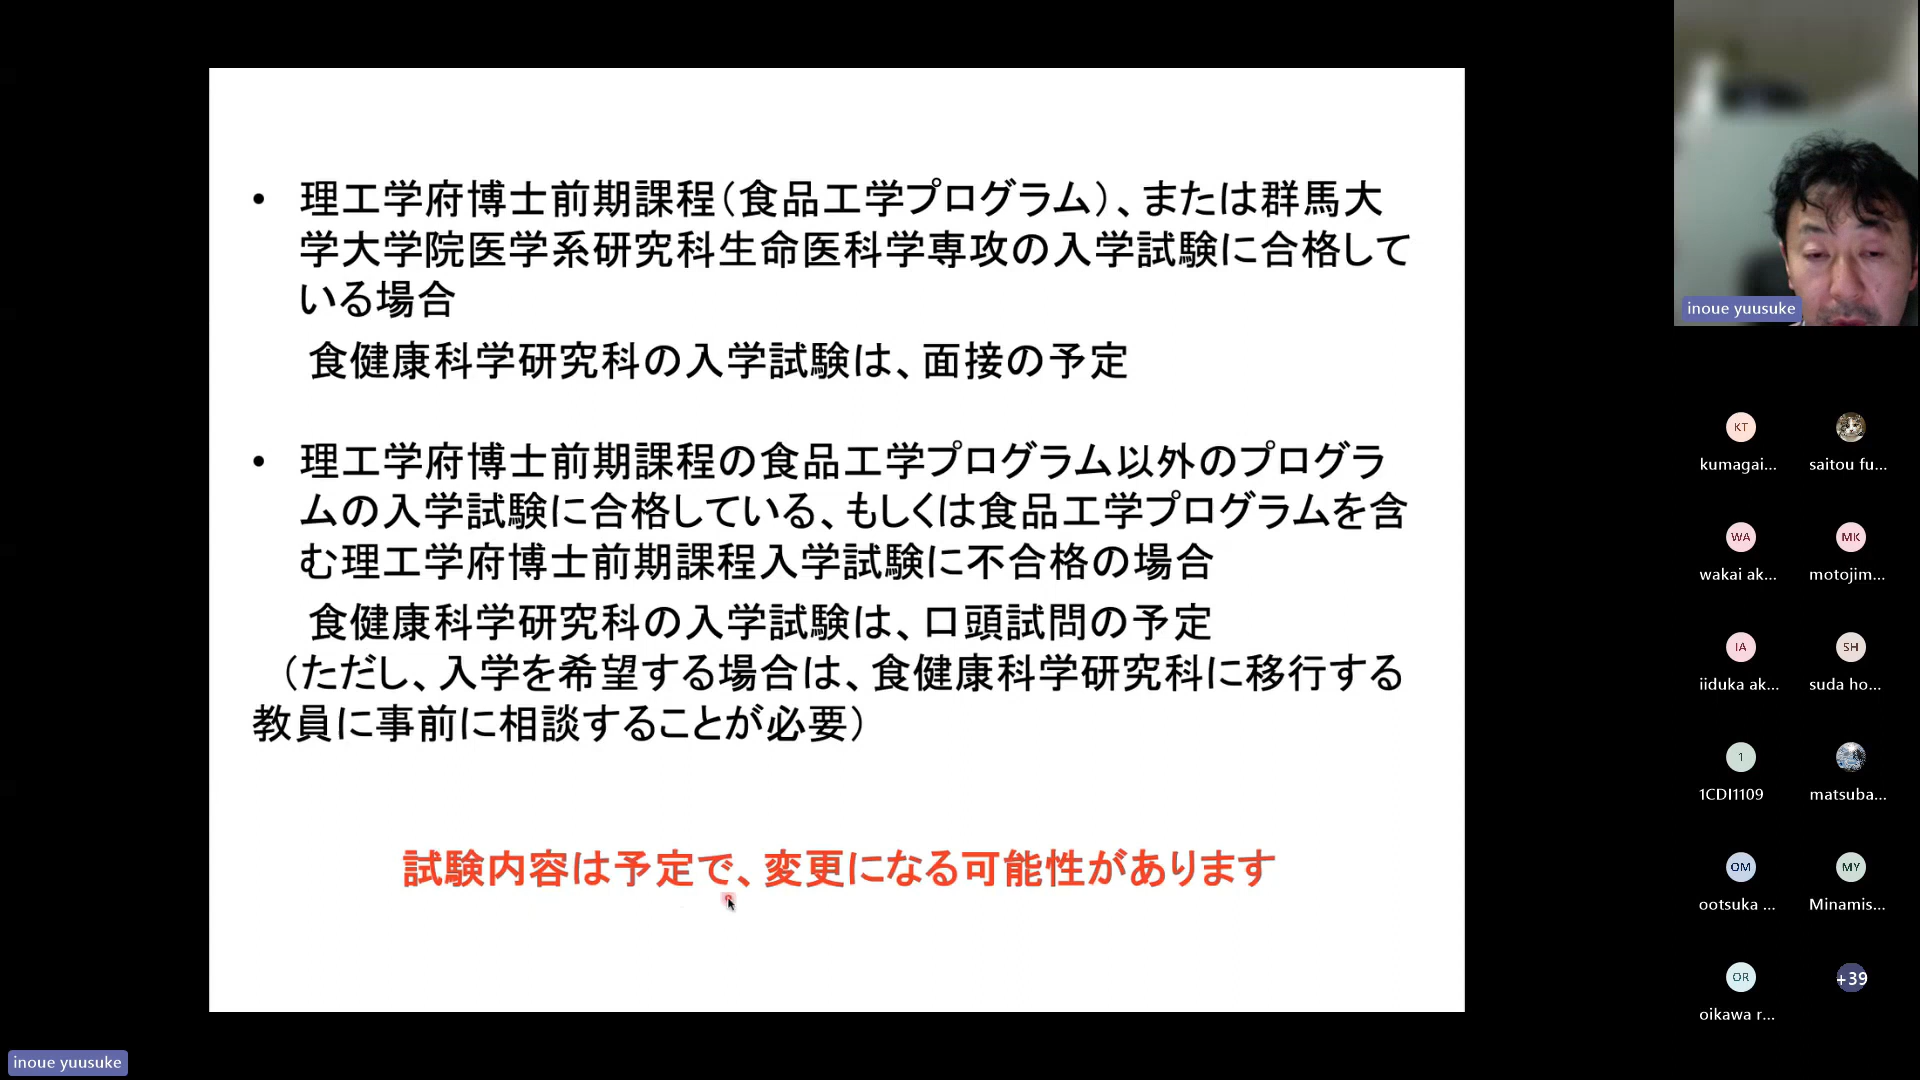 • 理工学府博士前期課程（食品工学プログラム）、または群馬大
学大学院医学系研究科生命医科学専攻の入学試験に合格して
いる場合
食健康科学研究科の入学試験は、面接の予定
• 理工学府博士前期課程の食品工学プログラム以外のプログラ
ムの入学試験に合格している、もしくは食品工学プログラムを含
む理工学府博士前期課程入学試験に不合格の場合
食健康科学研究科の入学試験は、口頭試問の予定
（ただし、入学を希望する場合は、食健康科学研究科に移行する
教員に事前に相談することが必要）
試験内容は予定で、変更になる可能性があります
inoue yuusuke
KT
kumagai...
saitou fu...
WA
wakai ak...
MK
motojim...
IA
iiduka ak...
SH
suda ho...
1
1CDI1109
matsuba...
OM
ootsuka ...
MY
Minamis...
OR
oikawa r...
+39
inoue yuusuke